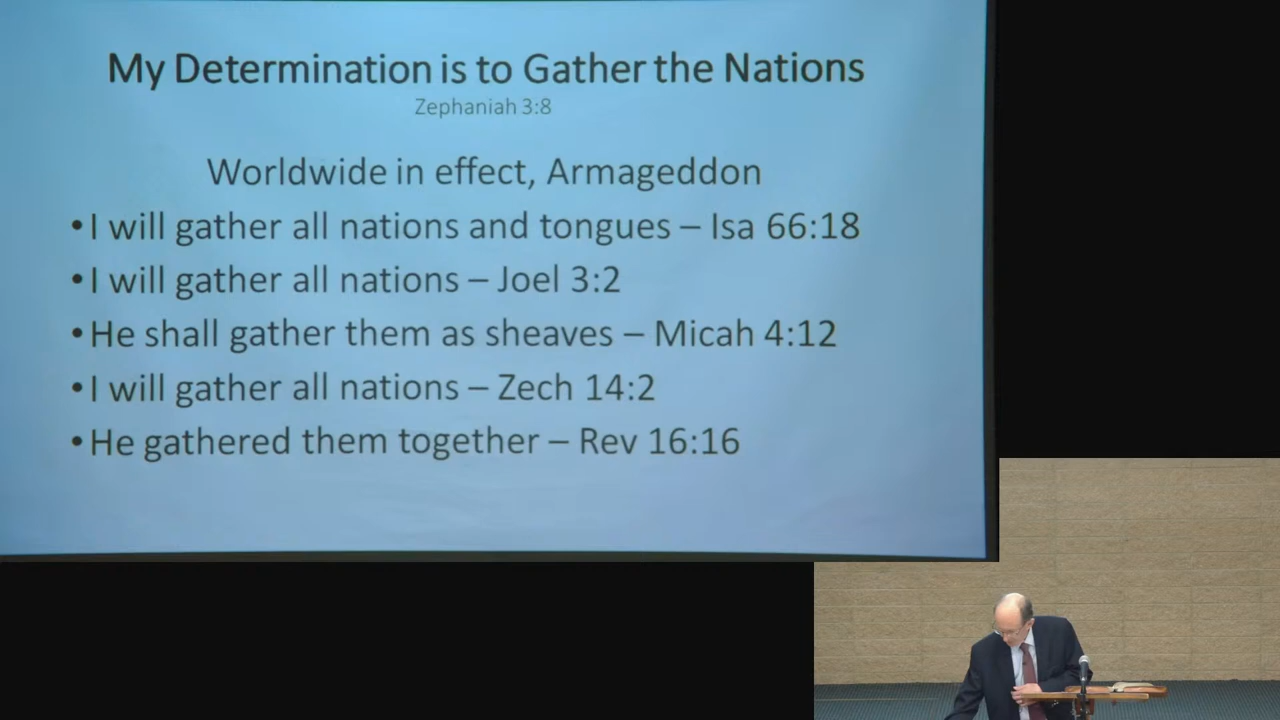 My Determination is to Gather the Nations
Zephaniah 3:8
Worldwide in effect, Armageddon
•I will gather all nations and tongues – Isa 66:18
•I will gather all nations – Joel 3:2
•He shall gather them as sheaves – Micah 4:12
•I will gather all nations – Zech 14:2
•He gathered them together – Rev 16:16